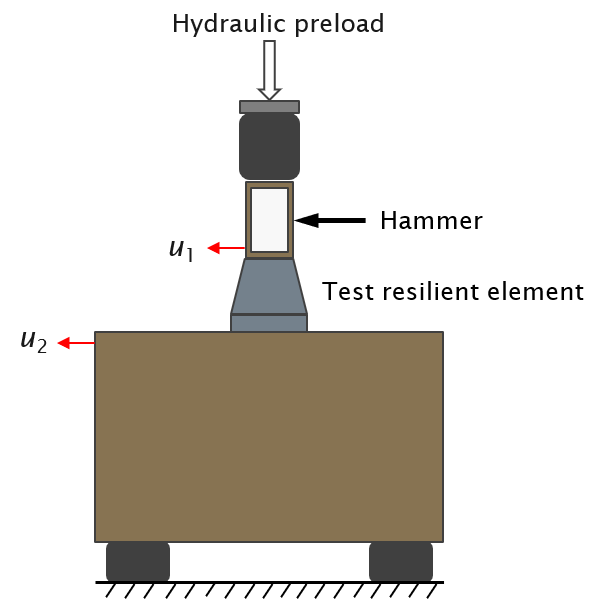 Hydraulic preload
Hammer
u₁
Test resilient element
u₂